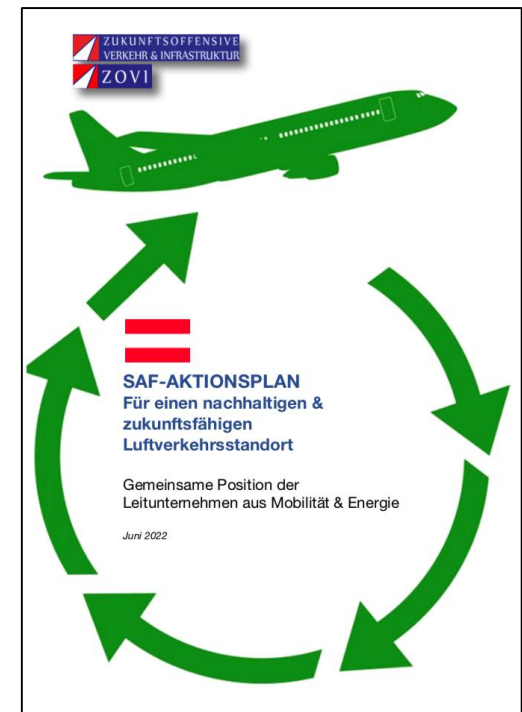 ZUKUNFTSOFFENSIVE
VERKEHR & INFRASTRUKTUR
ZOVI
SAF-AKTIONSPLAN
Für einen nachhaltigen &
zukunftsfähigen
Luftverkehrsstandort
Gemeinsame Position der
Leitunternehmen aus Mobilität & Energie
Juni 2022